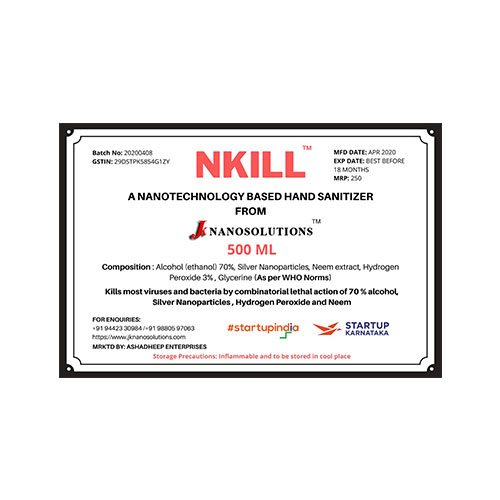 Batch No: 20200408
GSTIN: 29DSTPK5854G1ZY
NKILL™
MFD DATE: APR 2020
EXP DATE: BEST BEFORE
18 MONTHS
MRP: 250
A NANOTECHNOLOGY BASED HAND SANITIZER
FROM
JK NANOSOLUTIONS™
500 ML
Composition : Alcohol (ethanol) 70%, Silver Nanoparticles, Neem extract, Hydrogen
Peroxide 3% , Glycerine (As per WHO Norms)
Kills most viruses and bacteria by combinatorial lethal action of 70 % alcohol,
Silver Nanoparticles , Hydrogen Peroxide and Neem
FOR ENQUIRIES:
+91 94423 30984 / +91 98805 97063
https://www.jknanosolutions.com
MRKTD BY: ASHADHEEP ENTERPRISES
#startupindia
STARTUP
KARNATAKA
Storage Precautions: Inflammable and to be stored in cool place